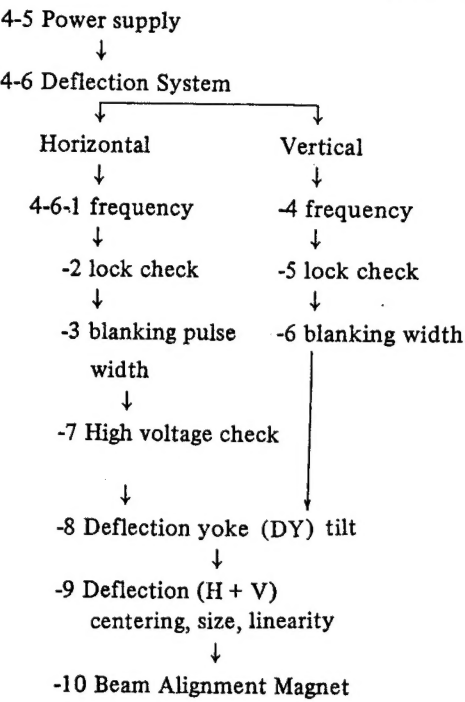 4-5 Power supply
↓
4-6 Deflection System
Horizontal Vertical
↓ ↓
4-6-1 frequency -4 frequency
↓ ↓
-2 lock check -5 lock check
↓ ↓
-3 blanking pulse -6 blanking width
width
↓
-7 High voltage check
↓
-8 Deflection yoke (DY) tilt
↓
-9 Deflection (H + V)
centering, size, linearity
↓
-10 Beam Alignment Magnet